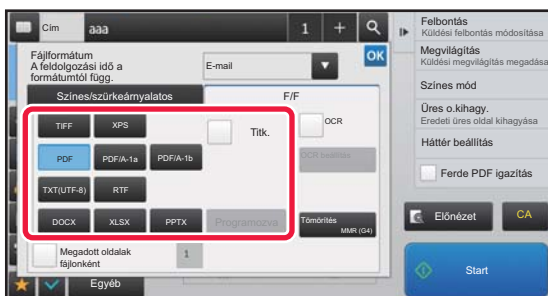 Cím
aaa
1
Fájlformátum
A feldolgozási idő a
formátumtól függ.
E-mail
OK
Színes/szürkeárnyalatos
F/F
TIFF
XPS
Titk.
OCR
PDF
PDF/A-1a
PDF/A-1b
OCR beállítás
TXT(UTF-8)
RTF
DOCX
XLSX
PPTX
Programozva
Tömörítés
MMR (G4)
Megadott oldalak
fájlonként
1
Egyéb
Felbontás
Küldési felbontás módosítása
Megvilágítás
Küldési megvilágítás megadása
Színes mód
Üres o.kihagy.
Eredeti üres oldal kihagyása
Háttér beállítás
Ferde PDF igazítás
Előnézet
CA
Start